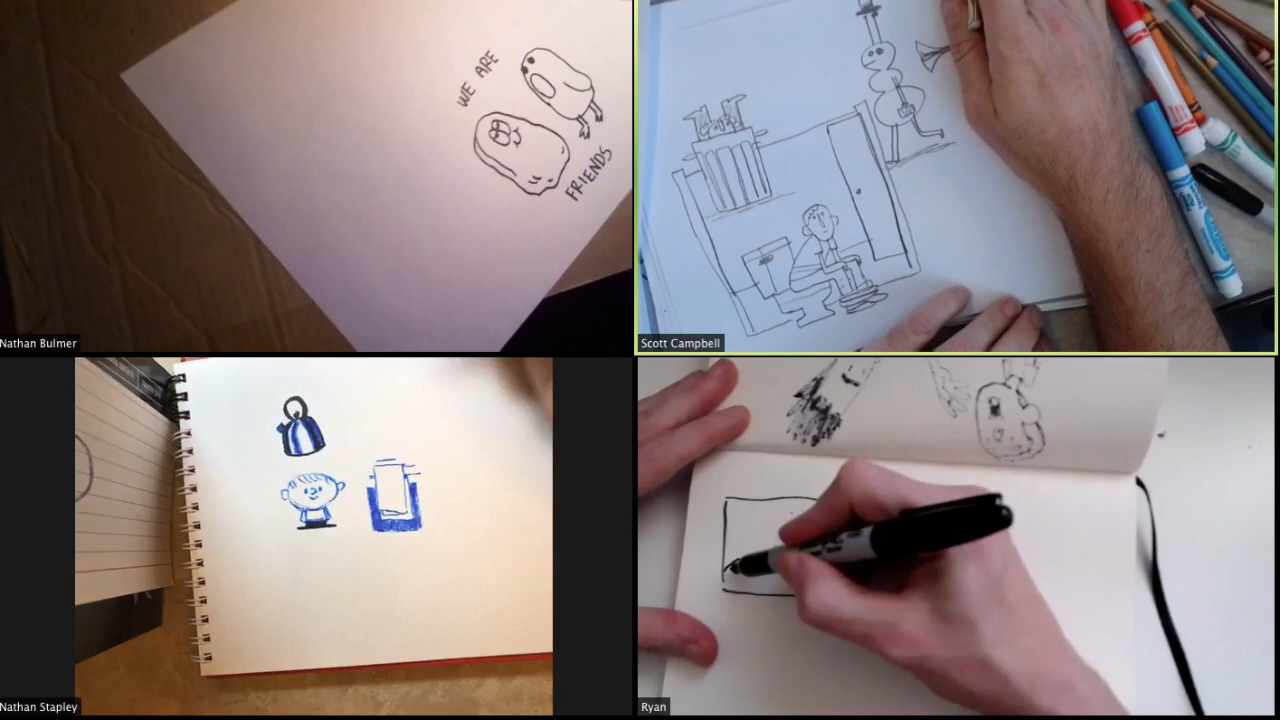 WE ARE
FRIENDS
Nathan Bulmer
Scott Campbell
Nathan Stapley
Ryan